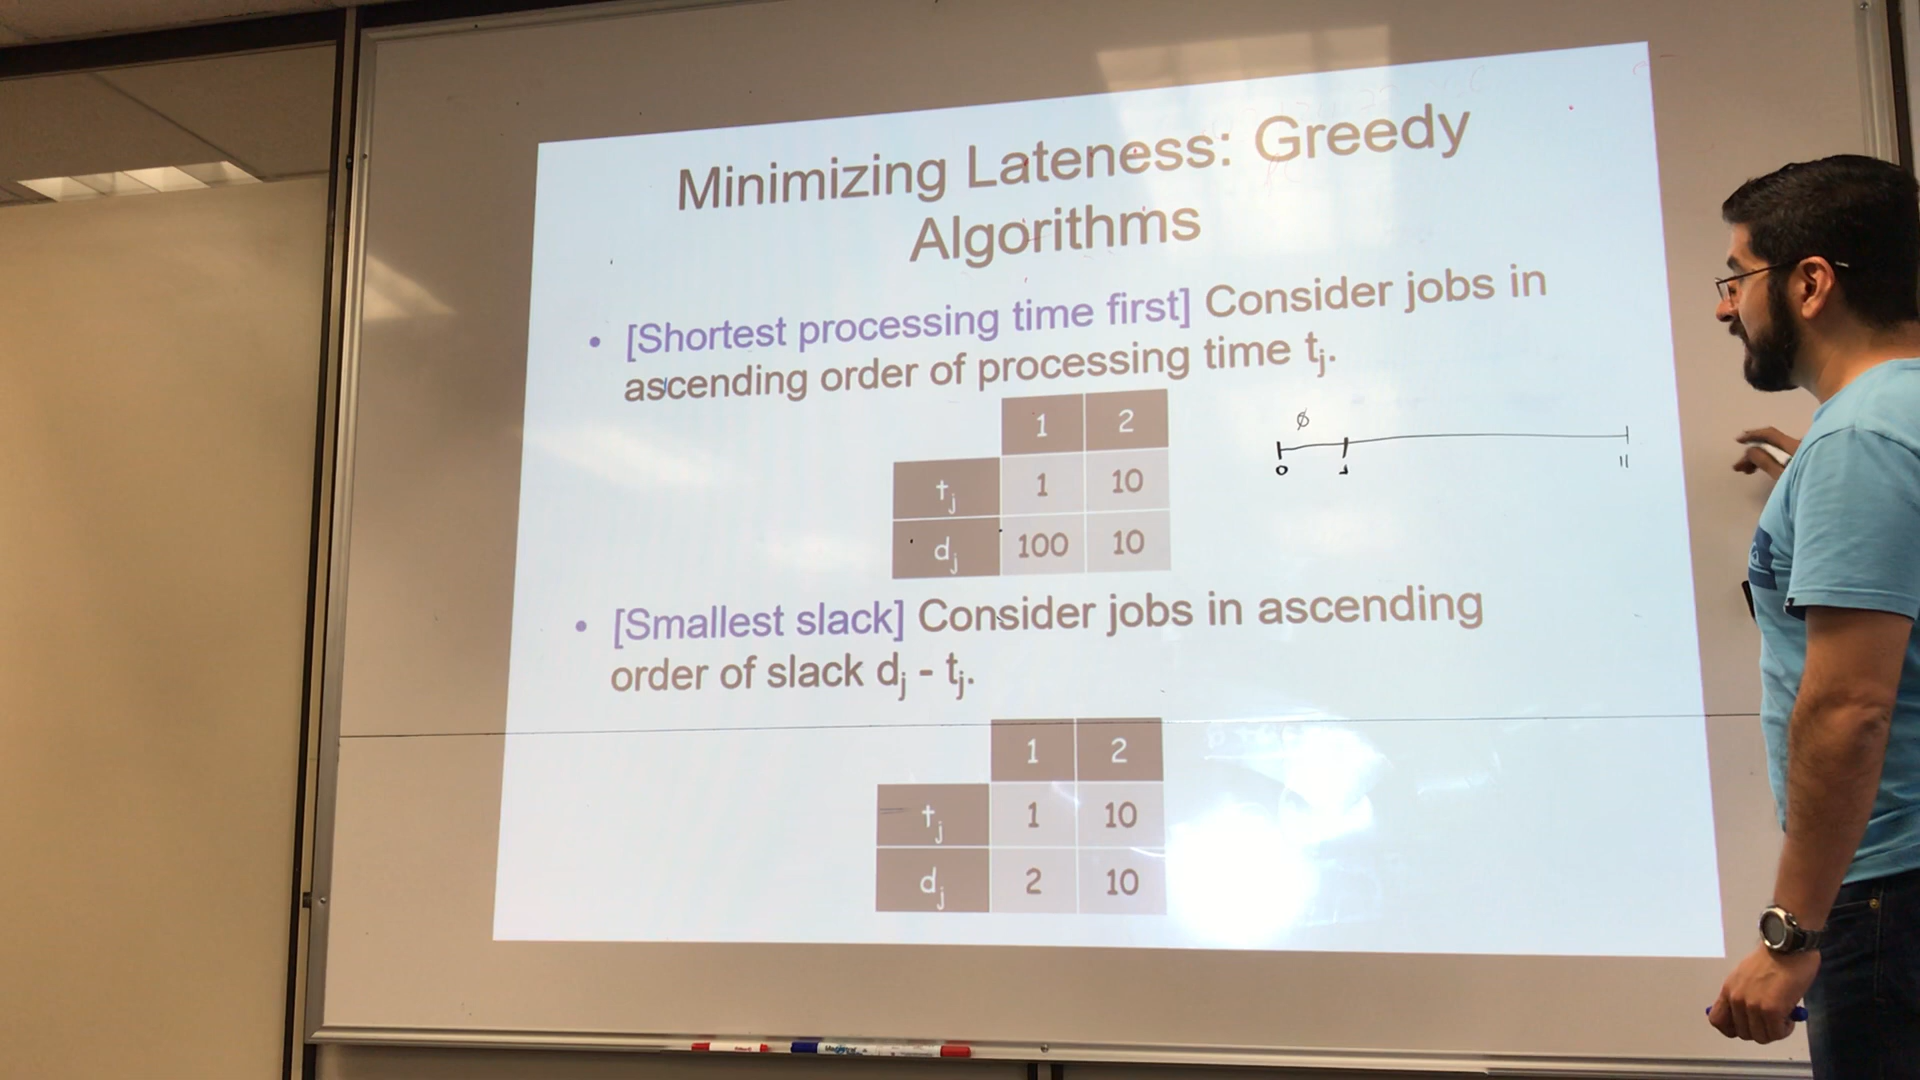 Minimizing Lateness: Greedy
Algorithms
• [Shortest processing time first] Consider jobs in
ascending order of processing time tj.
1 2
tj 1 10
dj 100 10
ϕ
0 1 11
• [Smallest slack] Consider jobs in ascending
order of slack dj - tj.
1 2
tj 1 10
dj 2 10